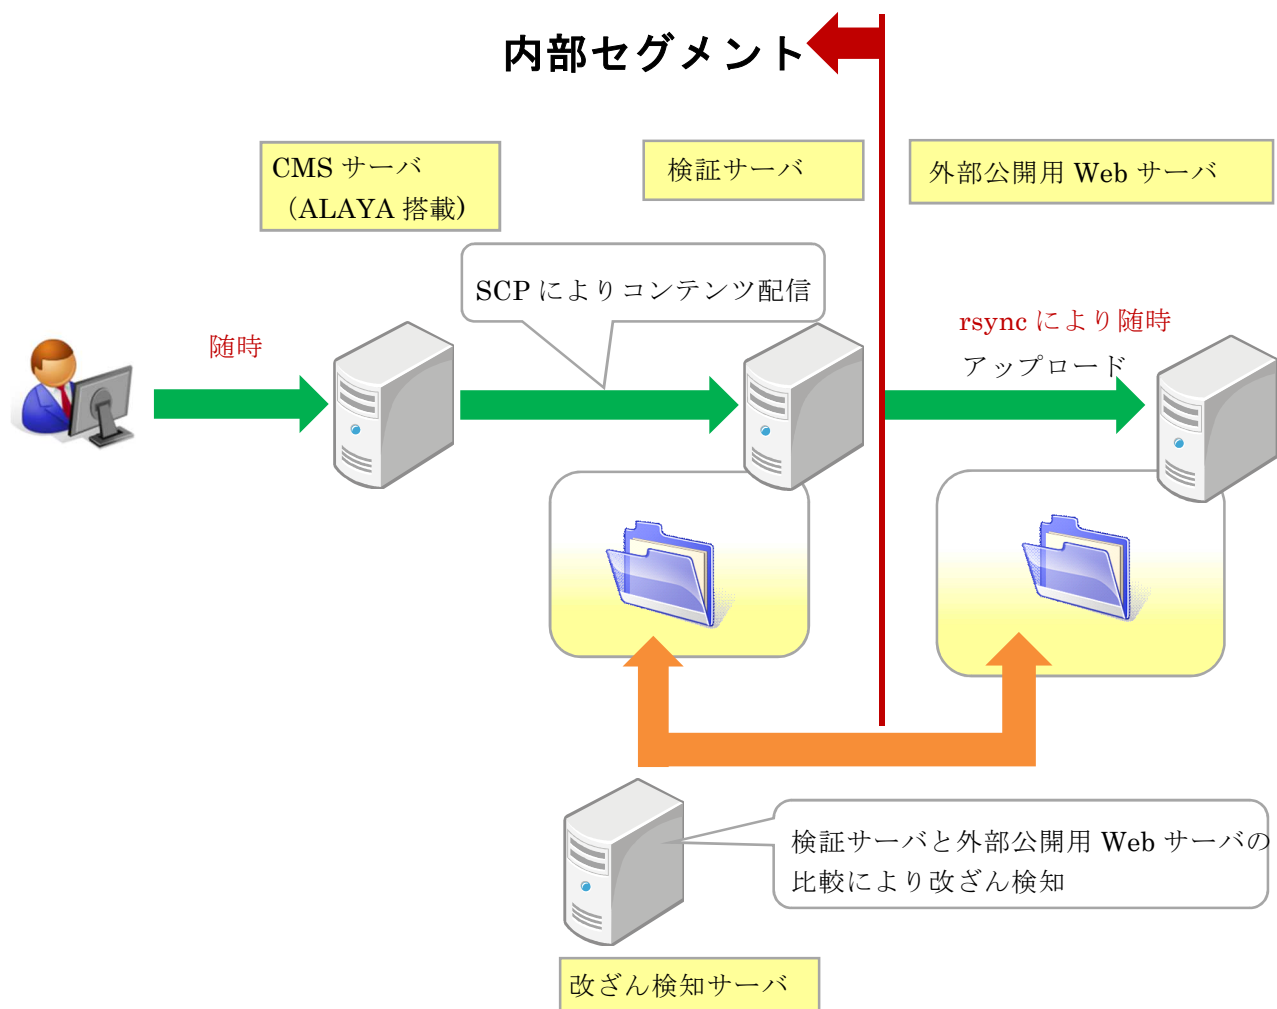 内部セグメント
CMS サーバ
（ALAYA 搭載)
検証サーバ
外部公開用 Web サーバ
SCP によりコンテンツ配信
随時
rsync により随時
アップロード
検証サーバと外部公開用 Web サーバの
比較により改ざん検知
改ざん検知サーバ